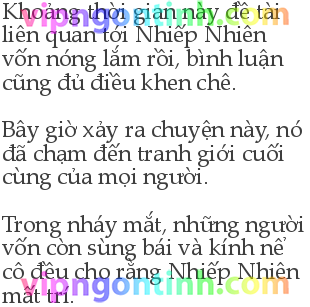 Khoảng thời gian này đề tài
liên quan tới Nhiếp Nhiên
vốn nóng lắm rồi, bình luận
cũng đủ điều khen chê.
Bây giờ xảy ra chuyện này, nó
đã chạm đến tranh giới cuối
cùng của mọi người.
Trong nháy mắt, những người
vốn còn sùng bái và kính nể
cô đều cho rằng Nhiếp Nhiên
mất trí.
vipngontinh.com
vipngontinh.com